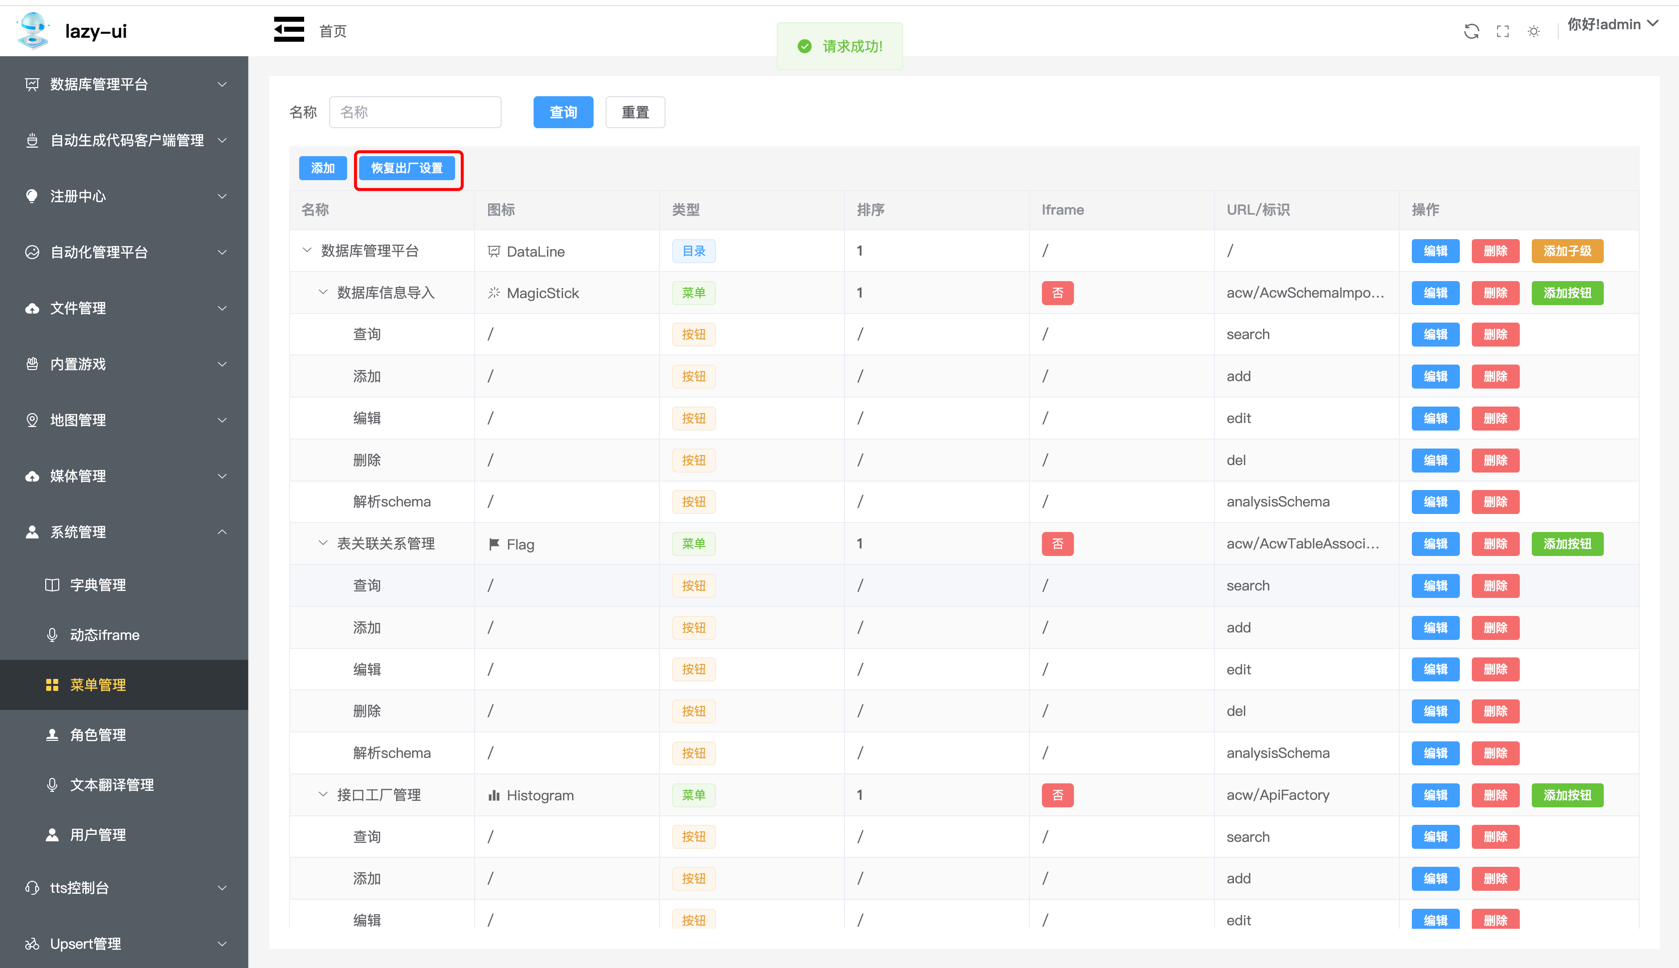 lazy-ui
首页
请求成功!
你好!admin
数据库管理平台
自动生成代码客户端管理
注册中心
自动化管理平台
文件管理
内置游戏
地图管理
媒体管理
系统管理
字典管理
动态iframe
菜单管理
角色管理
文本翻译管理
用户管理
tts控制台
Upsert管理
名称 名称 查询 重置
添加 恢复出厂设置
名称 图标 类型 排序 Iframe URL/标识 操作
数据库管理平台 DataLine 目录 1 / / 编辑 删除 添加子级
数据库信息导入 MagicStick 菜单 1 否 acw/AcwSchemaImpo... 编辑 删除 添加按钮
查询 / 按钮 / / search 编辑 删除
添加 / 按钮 / / add 编辑 删除
编辑 / 按钮 / / edit 编辑 删除
删除 / 按钮 / / del 编辑 删除
解析schema / 按钮 / / analysisSchema 编辑 删除
表关联关系管理 Flag 菜单 1 否 acw/AcwTableAssoci... 编辑 删除 添加按钮
查询 / 按钮 / / search 编辑 删除
添加 / 按钮 / / add 编辑 删除
编辑 / 按钮 / / edit 编辑 删除
删除 / 按钮 / / del 编辑 删除
解析schema / 按钮 / / analysisSchema 编辑 删除
接口工厂管理 Histogram 菜单 1 否 acw/ApiFactory 编辑 删除 添加按钮
查询 / 按钮 / / search 编辑 删除
添加 / 按钮 / / add 编辑 删除
编辑 / 按钮 / / edit 编辑 删除